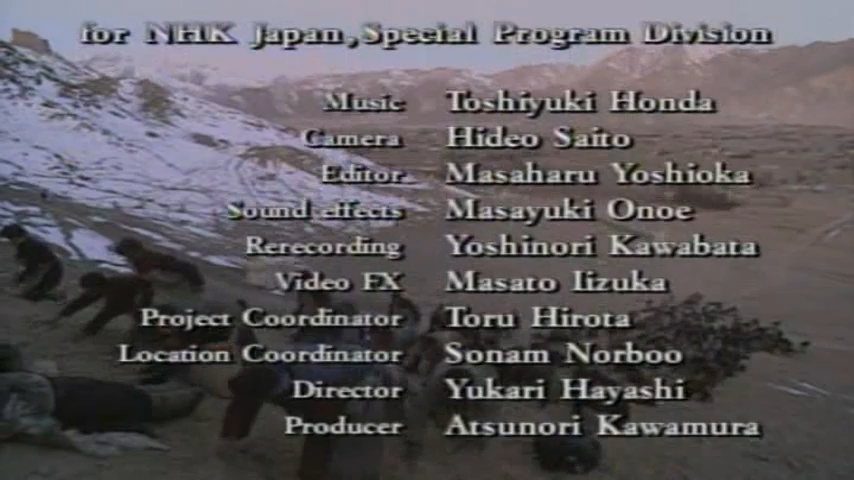 for NHK Japan, Special Program Division
Music Toshiyuki Honda
Camera Hideo Saito
Editor Masaharu Yoshioka
Sound effects Masayuki Onoe
Rerecording Yoshinori Kawabata
Video FX Masato Iizuka
Project Coordinator Toru Hirota
Location Coordinator Sonam Norboo
Director Yukari Hayashi
Producer Atsunori Kawamura